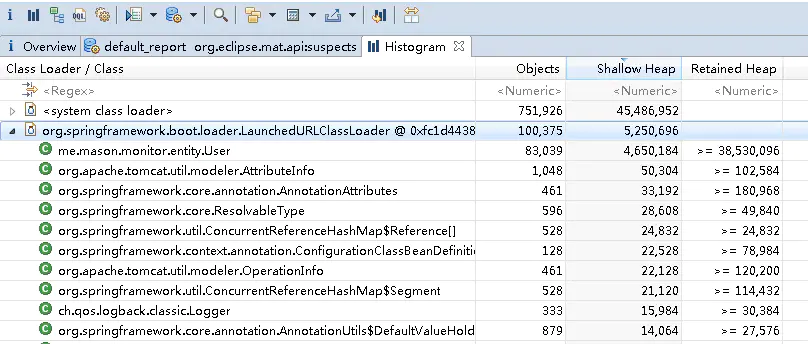 i OQL
i Overview default_report org.eclipse.mat.api:suspects Histogram
Class Loader / Class Objects Shallow Heap Retained Heap
<Regex> <Numeric> <Numeric> <Numeric>
<system class loader> 751,926 45,486,952
org.springframework.boot.loader.LaunchedURLClassLoader @ 0xfc1d4438 100,375 5,250,696
C me.mason.monitor.entity.User 83,039 4,650,184 >= 38,530,096
C org.apache.tomcat.util.modeler.AttributeInfo 1,048 50,304 >= 102,584
C org.springframework.core.annotation.AnnotationAttributes 461 33,192 >= 180,968
C org.springframework.core.ResolvableType 596 28,608 >= 49,840
C org.springframework.util.ConcurrentReferenceHashMap$Reference[] 528 24,832 >= 24,832
C org.springframework.context.annotation.ConfigurationClassBeanDefiniti 128 22,528 >= 78,984
C org.apache.tomcat.util.modeler.OperationInfo 461 22,128 >= 120,200
C org.springframework.util.ConcurrentReferenceHashMap$Segment 528 21,120 >= 114,432
C ch.qos.logback.classic.Logger 333 15,984 >= 30,384
C org.springframework.core.annotation.AnnotationUtils$DefaultValueHold 879 14,064 >= 27,576